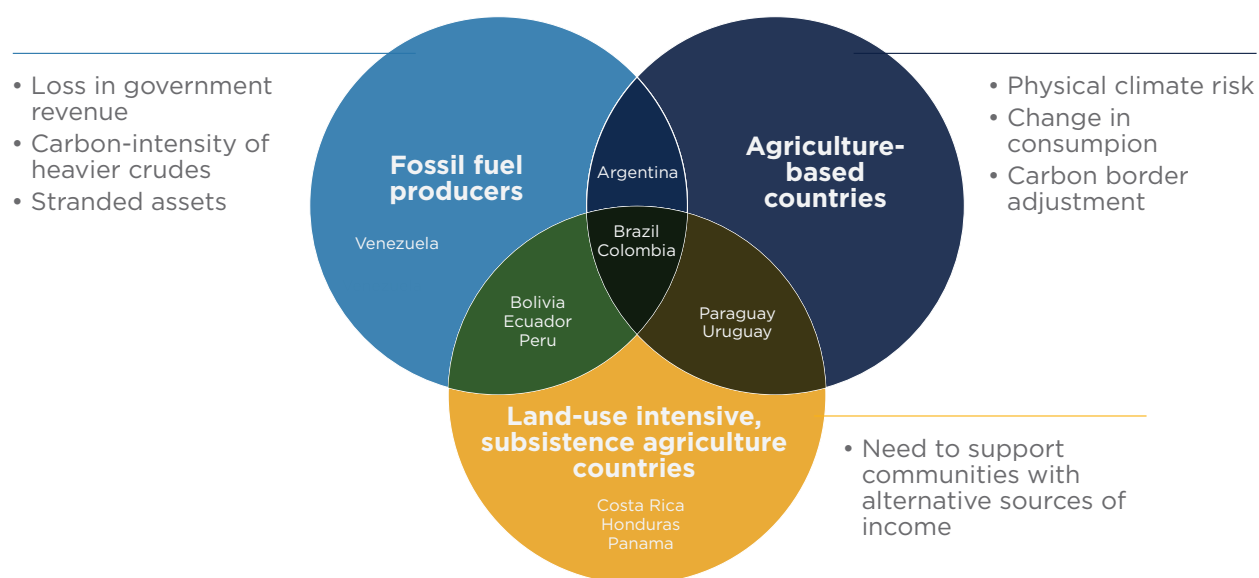 • Loss in government
revenue
• Carbon-intensity of
heavier crudes
• Stranded assets
Fossil fuel
producers
Venezuela
Argentina
Agriculture-
based
countries
• Physical climate risk
• Change in
consumpion
• Carbon border
adjustment
Brazil
Colombia
Bolivia
Ecuador
Peru
Paraguay
Uruguay
Land-use intensive,
subsistence agriculture
countries
Costa Rica
Honduras
Panama
• Need to support
communities with
alternative sources of
income